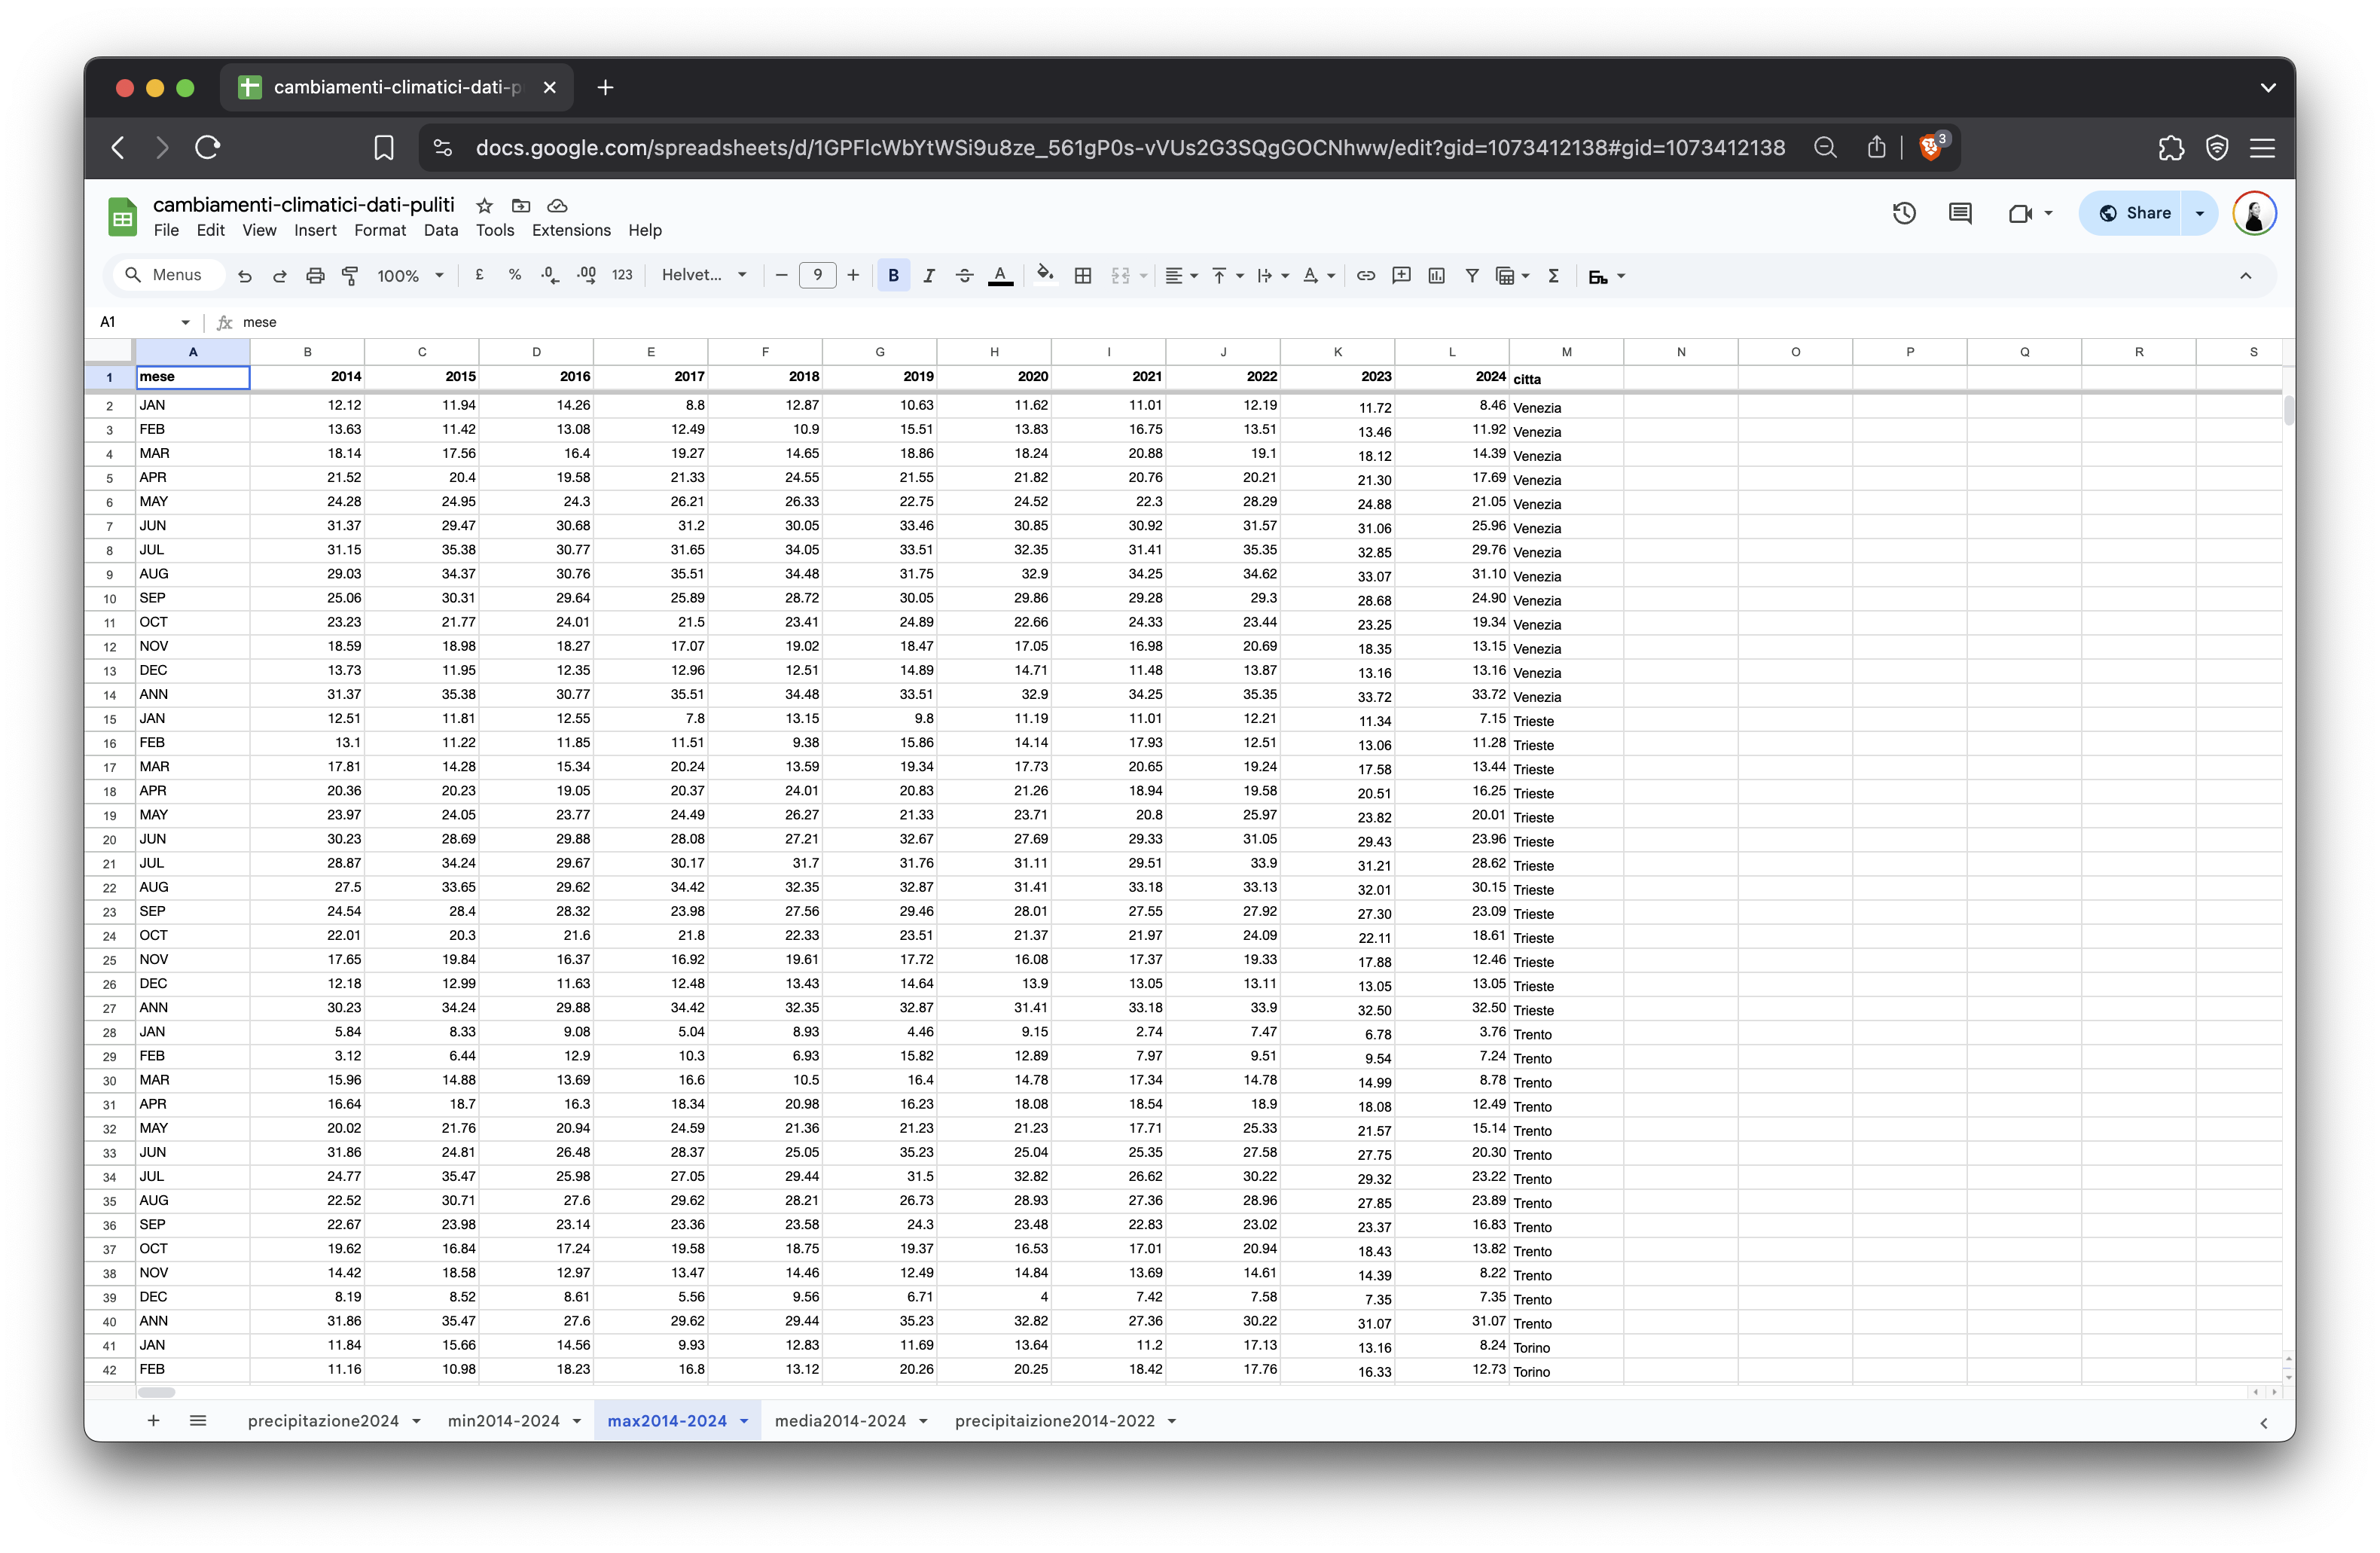 cambiamenti-climatici-dati-p
docs.google.com/spreadsheets/d/1GPFlcWbYtWSi9u8ze_561gP0s-vVUs2G3SQgGOCNhww/edit?gid=1073412138#gid=1073412138 3
cambiamenti-climatici-dati-puliti
Share
File Edit View Insert Format Data Tools Extensions Help
Menus 100% £ % .0 .00 123 Helvet... 9 B I A
A1 fx mese
A B C D E F G H I J K L M N O P Q R S
1 mese 2014 2015 2016 2017 2018 2019 2020 2021 2022 2023 2024 citta
2 JAN 12.12 11.94 14.26 8.8 12.87 10.63 11.62 11.01 12.19 11.72 8.46 Venezia
3 FEB 13.63 11.42 13.08 12.49 10.9 15.51 13.83 16.75 13.51 13.46 11.92 Venezia
4 MAR 18.14 17.56 16.4 19.27 14.65 18.86 18.24 20.88 19.1 18.12 14.39 Venezia
5 APR 21.52 20.4 19.58 21.33 24.55 21.55 21.82 20.76 20.21 21.30 17.69 Venezia
6 MAY 24.28 24.95 24.3 26.21 26.33 22.75 24.52 22.3 28.29 24.88 21.05 Venezia
7 JUN 31.37 29.47 30.68 31.2 30.05 33.46 30.85 30.92 31.57 31.06 25.96 Venezia
8 JUL 31.15 35.38 30.77 31.65 34.05 33.51 32.35 31.41 35.35 32.85 29.76 Venezia
9 AUG 29.03 34.37 30.76 35.51 34.48 31.75 32.9 34.25 34.62 33.07 31.10 Venezia
10 SEP 25.06 30.31 29.64 25.89 28.72 30.05 29.86 29.28 29.3 28.68 24.90 Venezia
11 OCT 23.23 21.77 24.01 21.5 23.41 24.89 22.66 24.33 23.44 23.25 19.34 Venezia
12 NOV 18.59 18.98 18.27 17.07 19.02 18.47 17.05 16.98 20.69 18.35 13.15 Venezia
13 DEC 13.73 11.95 12.35 12.96 12.51 14.89 14.71 11.48 13.87 13.16 13.16 Venezia
14 ANN 31.37 35.38 30.77 35.51 34.48 33.51 32.9 34.25 35.35 33.72 33.72 Venezia
15 JAN 12.51 11.81 12.55 7.8 13.15 9.8 11.19 11.01 12.21 11.34 7.15 Trieste
16 FEB 13.1 11.22 11.85 11.51 9.38 15.86 14.14 17.93 12.51 13.06 11.28 Trieste
17 MAR 17.81 14.28 15.34 20.24 13.59 19.34 17.73 20.65 19.24 17.58 13.44 Trieste
18 APR 20.36 20.23 19.05 20.37 24.01 20.83 21.26 18.94 19.58 20.51 16.25 Trieste
19 MAY 23.97 24.05 23.77 24.49 26.27 21.33 23.71 20.8 25.97 23.82 20.01 Trieste
20 JUN 30.23 28.69 29.88 28.08 27.21 32.67 27.69 29.33 31.05 29.43 23.96 Trieste
21 JUL 28.87 34.24 29.67 30.17 31.7 31.76 31.11 29.51 33.9 31.21 28.62 Trieste
22 AUG 27.5 33.65 29.62 34.42 32.35 32.87 31.41 33.18 33.13 32.01 30.15 Trieste
23 SEP 24.54 28.4 28.32 23.98 27.56 29.46 28.01 27.55 27.92 27.30 23.09 Trieste
24 OCT 22.01 20.3 21.6 21.8 22.33 23.51 21.37 21.97 24.09 22.11 18.61 Trieste
25 NOV 17.65 19.84 16.37 16.92 19.61 17.72 16.08 17.37 19.33 17.88 12.46 Trieste
26 DEC 12.18 12.99 11.63 12.48 13.43 14.64 13.9 13.05 13.11 13.05 13.05 Trieste
27 ANN 30.23 34.24 29.88 34.42 32.35 32.87 31.41 33.18 33.9 32.50 32.50 Trieste
28 JAN 5.84 8.33 9.08 5.04 8.93 4.46 9.15 2.74 7.47 6.78 3.76 Trento
29 FEB 3.12 6.44 12.9 10.3 6.93 15.82 12.89 7.97 9.51 9.54 7.24 Trento
30 MAR 15.96 14.88 13.69 16.6 10.5 16.4 14.78 17.34 14.78 14.99 8.78 Trento
31 APR 16.64 18.7 16.3 18.34 20.98 16.23 18.08 18.54 18.9 18.08 12.49 Trento
32 MAY 20.02 21.76 20.94 24.59 21.36 21.23 21.23 17.71 25.33 21.57 15.14 Trento
33 JUN 31.86 24.81 26.48 28.37 25.05 35.23 25.04 25.35 27.58 27.75 20.30 Trento
34 JUL 24.77 35.47 25.98 27.05 29.44 31.5 32.82 26.62 30.22 29.32 23.22 Trento
35 AUG 22.52 30.71 27.6 29.62 28.21 26.73 28.93 27.36 28.96 27.85 23.89 Trento
36 SEP 22.67 23.98 23.14 23.36 23.58 24.3 23.48 22.83 23.02 23.37 16.83 Trento
37 OCT 19.62 16.84 17.24 19.58 18.75 19.37 16.53 17.01 20.94 18.43 13.82 Trento
38 NOV 14.42 18.58 12.97 13.47 14.46 12.49 14.84 13.69 14.61 14.39 8.22 Trento
39 DEC 8.19 8.52 8.61 5.56 9.56 6.71 4 7.42 7.58 7.35 7.35 Trento
40 ANN 31.86 35.47 27.6 29.62 29.44 35.23 32.82 27.36 30.22 31.07 31.07 Trento
41 JAN 11.84 15.66 14.56 9.93 12.83 11.69 13.64 11.2 17.13 13.16 8.24 Torino
42 FEB 11.16 10.98 18.23 16.8 13.12 20.26 20.25 18.42 17.76 16.33 12.73 Torino
precipitazione2024 min2014-2024 max2014-2024 media2014-2024 precipitaizione2014-2022